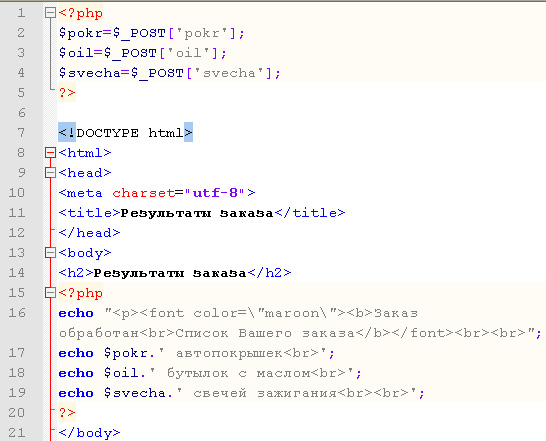 1 <?php
2 $pokr=$_POST['pokr'];
3 $oil=$_POST['oil'];
4 $svecha=$_POST['svecha'];
5 ?>
6
7 <!DOCTYPE html>
8 <html>
9 <head>
10 <meta charset="utf-8">
11 <title>Результаты заказа</title>
12 </head>
13 <body>
14 <h2>Результаты заказа</h2>
15 <?php
16 echo "<p><font color=\"maroon\"><b>Заказ
обработан<br>Список Вашего заказа</b></font><br><br>";
17 echo $pokr.' автопокрышек<br>';
18 echo $oil.' бутылок с маслом<br>';
19 echo $svecha.' свечей зажигания<br><br>';
20 ?>
21 </body>